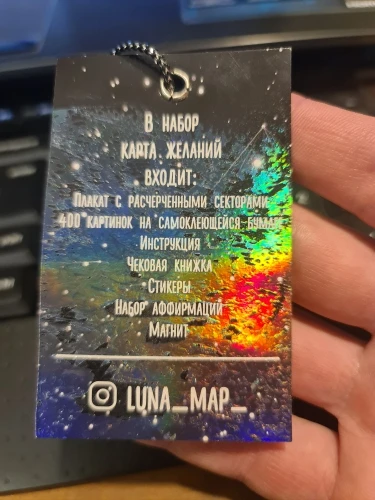 В НАБОР
КАРТА ЖЕЛАНИЙ
ВХОДИТ:
Плакат с расчерченными секторами
400 картинок на самоклеющейся бумаге
Инструкция
Чековая книжка
Стикеры
Набор аффирмаций
Магнит
LUNA_MAP_